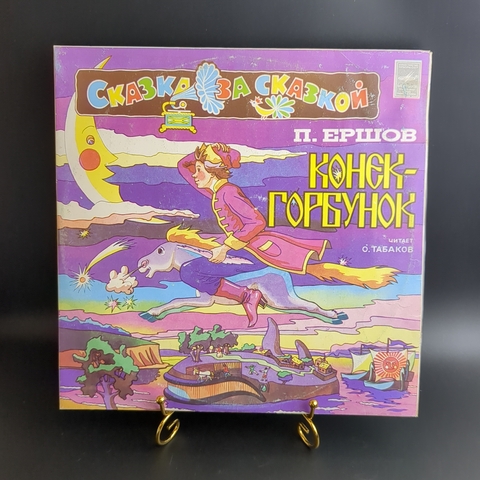 СКАЗКА ЗА СКАЗКОЙ
П. ЕРШОВ
КОНЕК-
ГОРБУНОК
ЧИТАЕТ
О. ТАБАКОВ